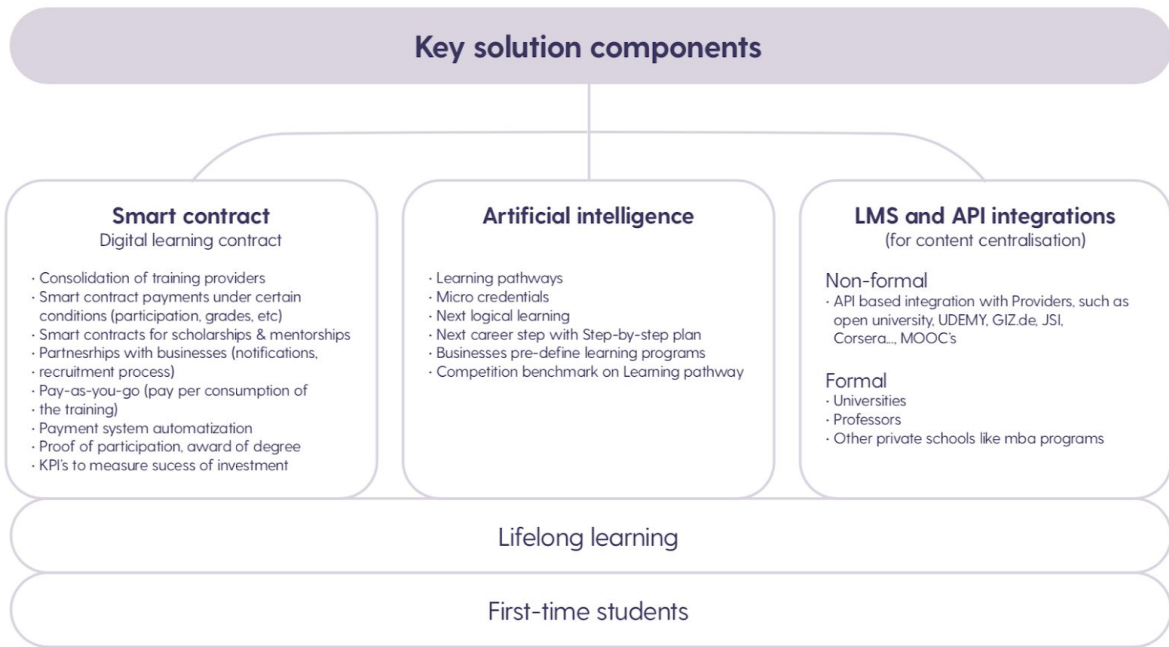 Key solution components
Smart contract
Digital learning contract
· Consolidation of training providers
· Smart contract payments under certain
conditions (participation, grades, etc)
· Smart contracts for scholarships & mentorships
· Partnesrhips with businesses (notifications,
· recruitment process)
· Pay-as-you-go (pay per consumption of
· the training)
· Payment system automatization
· Proof of participation, award of degree
· KPI's to measure sucess of investment
Artificial intelligence
· Learning pathways
· Micro credentials
· Next logical learning
· Next career step with Step-by-step plan
· Businesses pre-define learning programs
· Competition benchmark on Learning pathway
LMS and API integrations
(for content centralisation)
Non-formal
· API based integration with Providers, such as
open university, UDEMY, GIZ.de, JSI,
Corsera..., MOOC's
Formal
· Universities
· Professors
· Other private schools like mba programs
Lifelong learning
First-time students